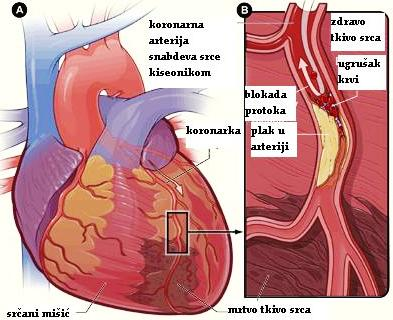 A
koronarna
arterija
snabdeva srce
kiseonikom
koronarka
srčani mišić
mrtvo tkivo srca
B
zdravo
tkivo srca
ugrušak
krvi
blokada
protoka
plak u
arteriji